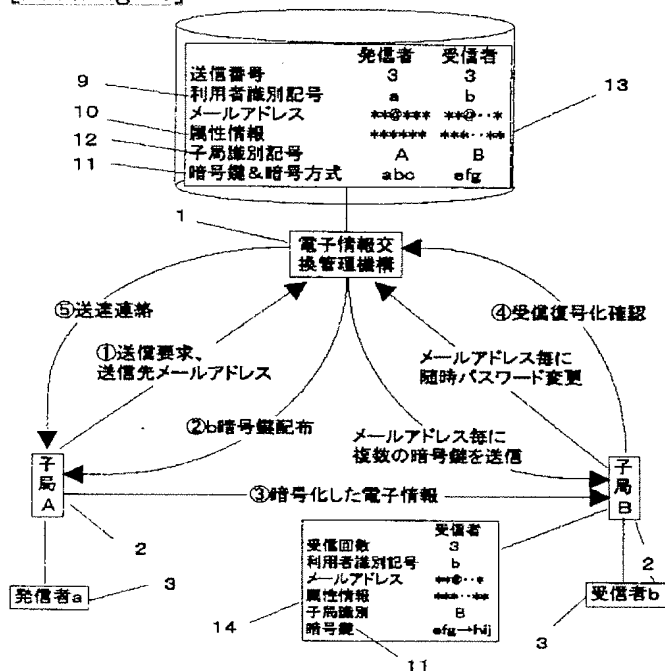 発信者 受信者
送信番号 3 3
9 利用者識別記号 a b
10 メールアドレス **@*** **@‥*
12 属性情報 ****** ***‥**
子局識別記号 A B
11 暗号鍵&暗号方式 abc efg
13
1
電子情報交
換管理機構
⑤送達連絡
①送信要求、
送信先メールアドレス
④受信復号化確認
メールアドレス毎に
随時パスワード変更
②b暗号鍵配布
メールアドレス毎に
複数の暗号鍵を送信
子局A
③暗号化した電子情報
子局B
2
2
発信者a
3
受信者b
3
受信者
受信回数 3
利用者識別記号 b
メールアドレス **@‥*
属性情報 ***‥**
子局識別 B
暗号鍵 efg→hij
14
11